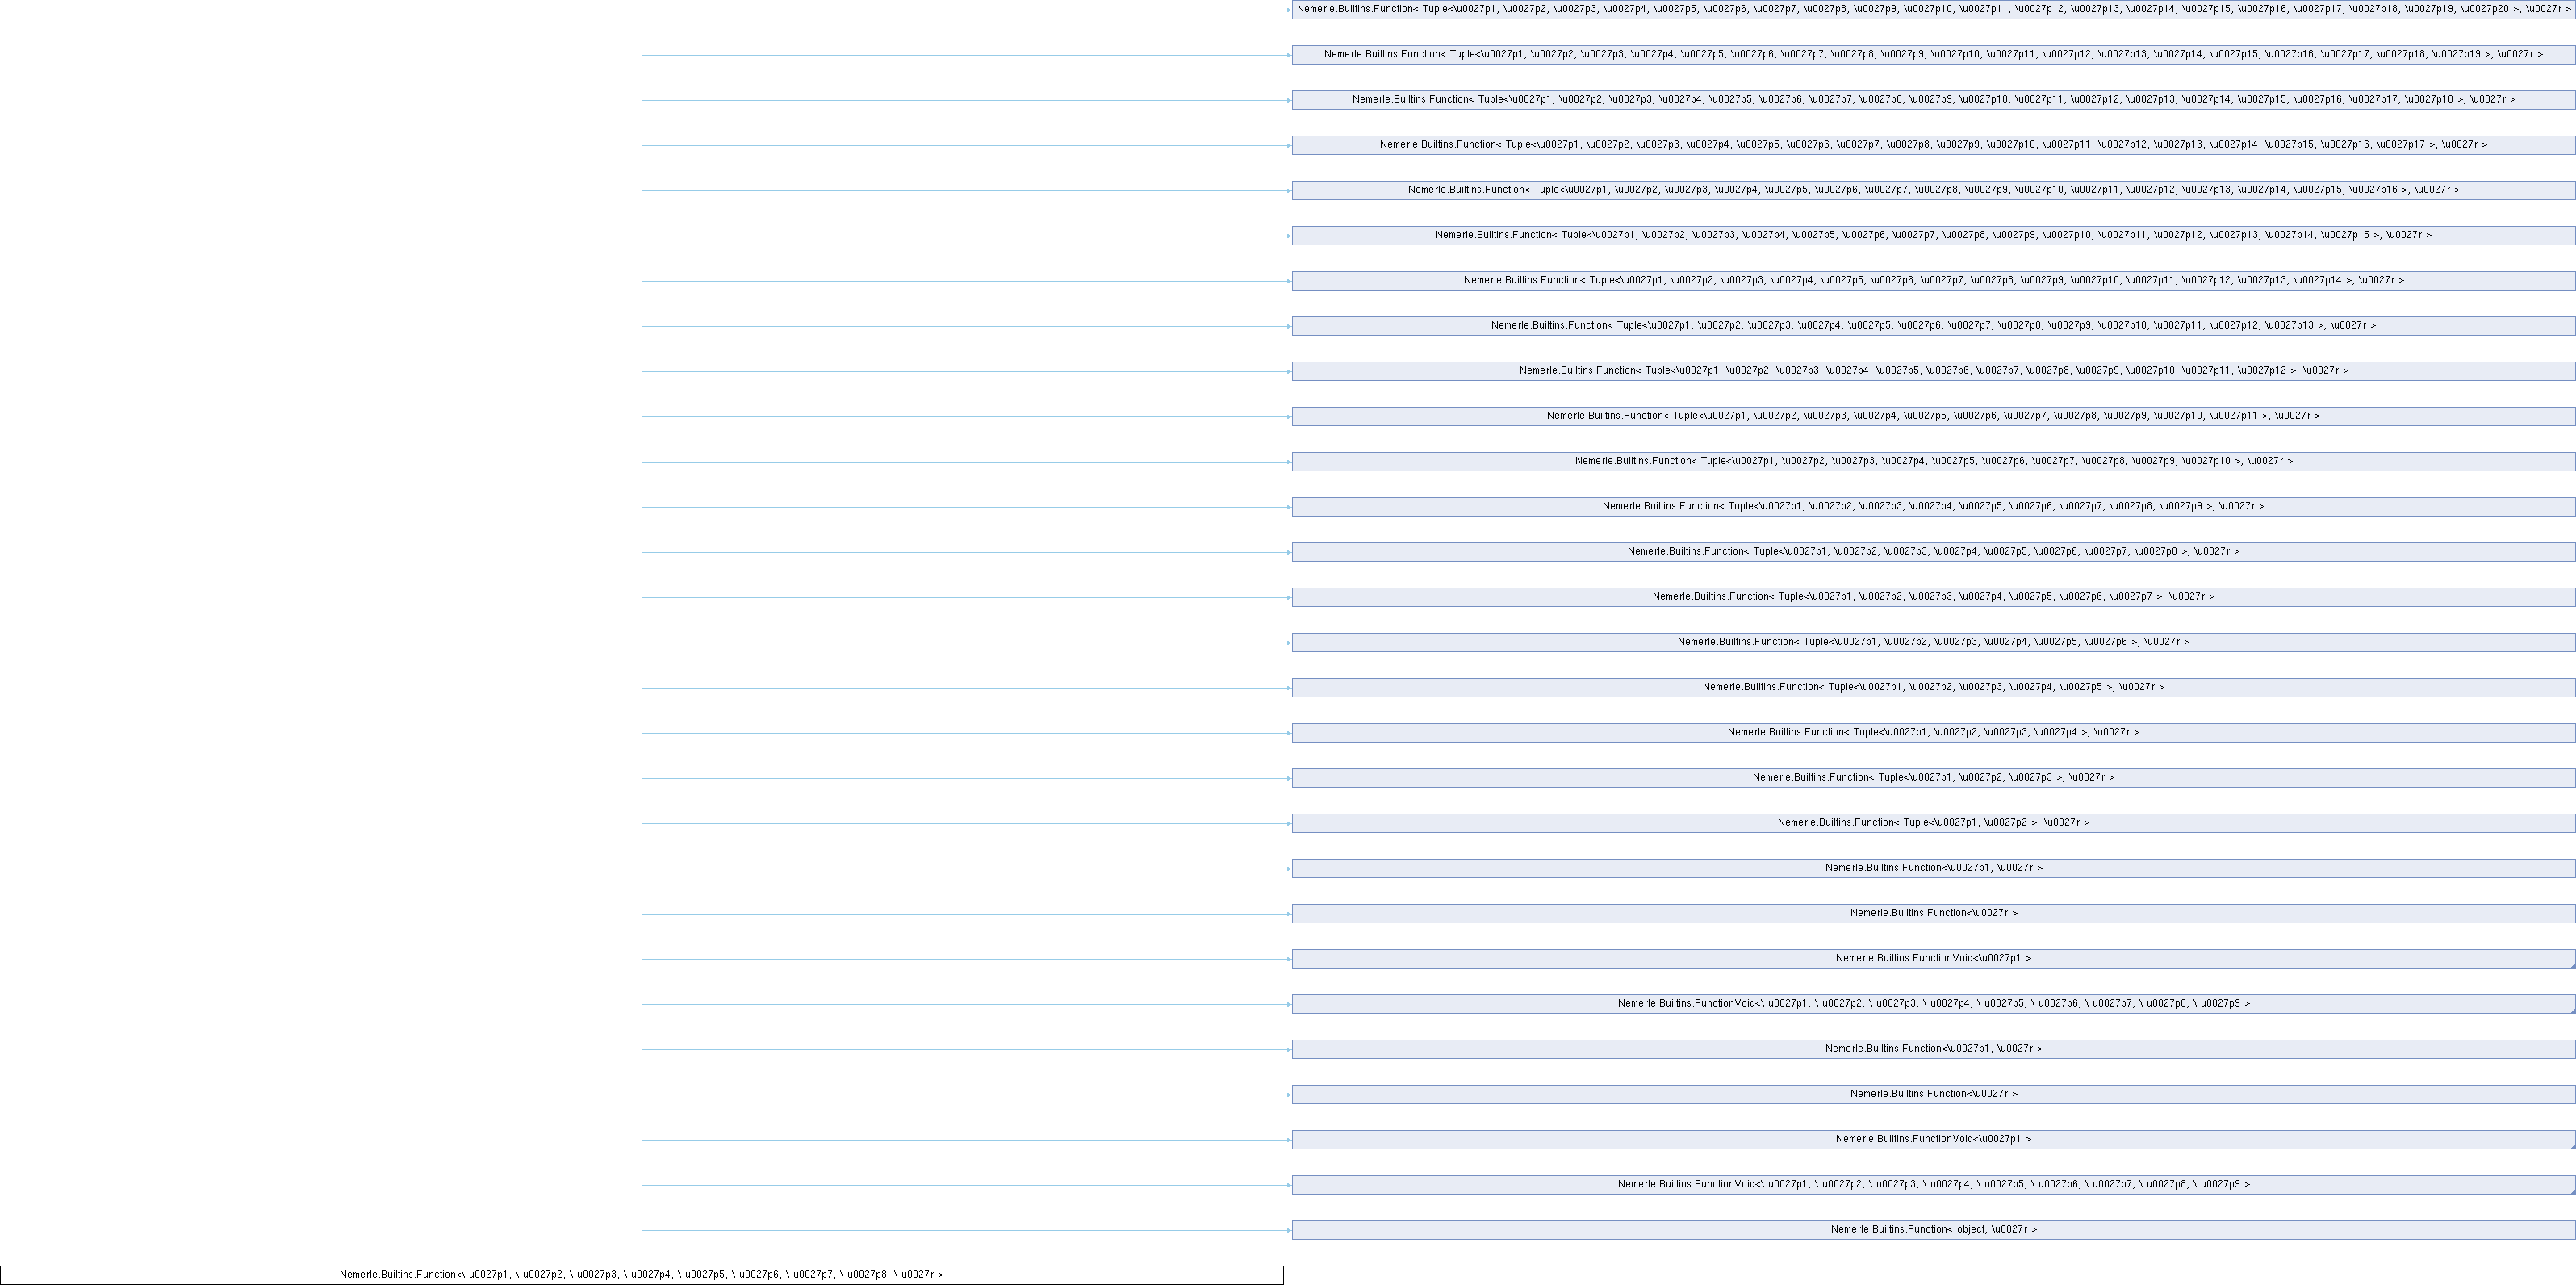 Nemerle.Builtins.Function< Tuple<\u0027p1, \u0027p2, \u0027p3, \u0027p4, \u0027p5, \u0027p6, \u0027p7, \u0027p8, \u0027p9, \u0027p10, \u0027p11, \u0027p12, \u0027p13, \u0027p14, \u0027p15, \u0027p16, \u0027p17, \u0027p18, \u0027p19, \u0027p20 >, \u0027r >
Nemerle.Builtins.Function< Tuple<\u0027p1, \u0027p2, \u0027p3, \u0027p4, \u0027p5, \u0027p6, \u0027p7, \u0027p8, \u0027p9, \u0027p10, \u0027p11, \u0027p12, \u0027p13, \u0027p14, \u0027p15, \u0027p16, \u0027p17, \u0027p18, \u0027p19 >, \u0027r >
Nemerle.Builtins.Function< Tuple<\u0027p1, \u0027p2, \u0027p3, \u0027p4, \u0027p5, \u0027p6, \u0027p7, \u0027p8, \u0027p9, \u0027p10, \u0027p11, \u0027p12, \u0027p13, \u0027p14, \u0027p15, \u0027p16, \u0027p17, \u0027p18 >, \u0027r >
Nemerle.Builtins.Function< Tuple<\u0027p1, \u0027p2, \u0027p3, \u0027p4, \u0027p5, \u0027p6, \u0027p7, \u0027p8, \u0027p9, \u0027p10, \u0027p11, \u0027p12, \u0027p13, \u0027p14, \u0027p15, \u0027p16, \u0027p17 >, \u0027r >
Nemerle.Builtins.Function< Tuple<\u0027p1, \u0027p2, \u0027p3, \u0027p4, \u0027p5, \u0027p6, \u0027p7, \u0027p8, \u0027p9, \u0027p10, \u0027p11, \u0027p12, \u0027p13, \u0027p14, \u0027p15, \u0027p16 >, \u0027r >
Nemerle.Builtins.Function< Tuple<\u0027p1, \u0027p2, \u0027p3, \u0027p4, \u0027p5, \u0027p6, \u0027p7, \u0027p8, \u0027p9, \u0027p10, \u0027p11, \u0027p12, \u0027p13, \u0027p14, \u0027p15 >, \u0027r >
Nemerle.Builtins.Function< Tuple<\u0027p1, \u0027p2, \u0027p3, \u0027p4, \u0027p5, \u0027p6, \u0027p7, \u0027p8, \u0027p9, \u0027p10, \u0027p11, \u0027p12, \u0027p13, \u0027p14 >, \u0027r >
Nemerle.Builtins.Function< Tuple<\u0027p1, \u0027p2, \u0027p3, \u0027p4, \u0027p5, \u0027p6, \u0027p7, \u0027p8, \u0027p9, \u0027p10, \u0027p11, \u0027p12, \u0027p13 >, \u0027r >
Nemerle.Builtins.Function< Tuple<\u0027p1, \u0027p2, \u0027p3, \u0027p4, \u0027p5, \u0027p6, \u0027p7, \u0027p8, \u0027p9, \u0027p10, \u0027p11, \u0027p12 >, \u0027r >
Nemerle.Builtins.Function< Tuple<\u0027p1, \u0027p2, \u0027p3, \u0027p4, \u0027p5, \u0027p6, \u0027p7, \u0027p8, \u0027p9, \u0027p10, \u0027p11 >, \u0027r >
Nemerle.Builtins.Function< Tuple<\u0027p1, \u0027p2, \u0027p3, \u0027p4, \u0027p5, \u0027p6, \u0027p7, \u0027p8, \u0027p9, \u0027p10 >, \u0027r >
Nemerle.Builtins.Function< Tuple<\u0027p1, \u0027p2, \u0027p3, \u0027p4, \u0027p5, \u0027p6, \u0027p7, \u0027p8, \u0027p9 >, \u0027r >
Nemerle.Builtins.Function< Tuple<\u0027p1, \u0027p2, \u0027p3, \u0027p4, \u0027p5, \u0027p6, \u0027p7, \u0027p8 >, \u0027r >
Nemerle.Builtins.Function< Tuple<\u0027p1, \u0027p2, \u0027p3, \u0027p4, \u0027p5, \u0027p6, \u0027p7 >, \u0027r >
Nemerle.Builtins.Function< Tuple<\u0027p1, \u0027p2, \u0027p3, \u0027p4, \u0027p5, \u0027p6 >, \u0027r >
Nemerle.Builtins.Function< Tuple<\u0027p1, \u0027p2, \u0027p3, \u0027p4, \u0027p5 >, \u0027r >
Nemerle.Builtins.Function< Tuple<\u0027p1, \u0027p2, \u0027p3, \u0027p4 >, \u0027r >
Nemerle.Builtins.Function< Tuple<\u0027p1, \u0027p2, \u0027p3 >, \u0027r >
Nemerle.Builtins.Function< Tuple<\u0027p1, \u0027p2 >, \u0027r >
Nemerle.Builtins.Function<\u0027p1, \u0027r >
Nemerle.Builtins.Function<\u0027r >
Nemerle.Builtins.FunctionVoid<\u0027p1 >
Nemerle.Builtins.FunctionVoid<\ u0027p1, \ u0027p2, \ u0027p3, \ u0027p4, \ u0027p5, \ u0027p6, \ u0027p7, \ u0027p8, \ u0027p9 >
Nemerle.Builtins.Function<\u0027p1, \u0027r >
Nemerle.Builtins.Function<\u0027r >
Nemerle.Builtins.FunctionVoid<\u0027p1 >
Nemerle.Builtins.FunctionVoid<\ u0027p1, \ u0027p2, \ u0027p3, \ u0027p4, \ u0027p5, \ u0027p6, \ u0027p7, \ u0027p8, \ u0027p9 >
Nemerle.Builtins.Function< object, \u0027r >
Nemerle.Builtins.Function<\ u0027p1, \ u0027p2, \ u0027p3, \ u0027p4, \ u0027p5, \ u0027p6, \ u0027p7, \ u0027p8, \ u0027r >